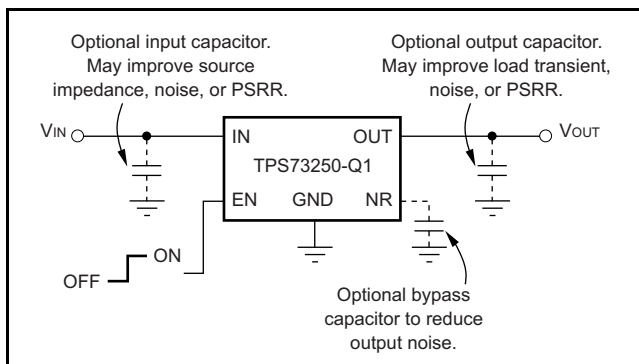 Optional input capacitor.
May improve source
impedance, noise, or PSRR.
Optional output capacitor.
May improve load transient,
noise, or PSRR.
VIN
IN
OUT
VOUT
TPS73250-Q1
EN
GND
NR
ON
OFF
Optional bypass
capacitor to reduce
output noise.